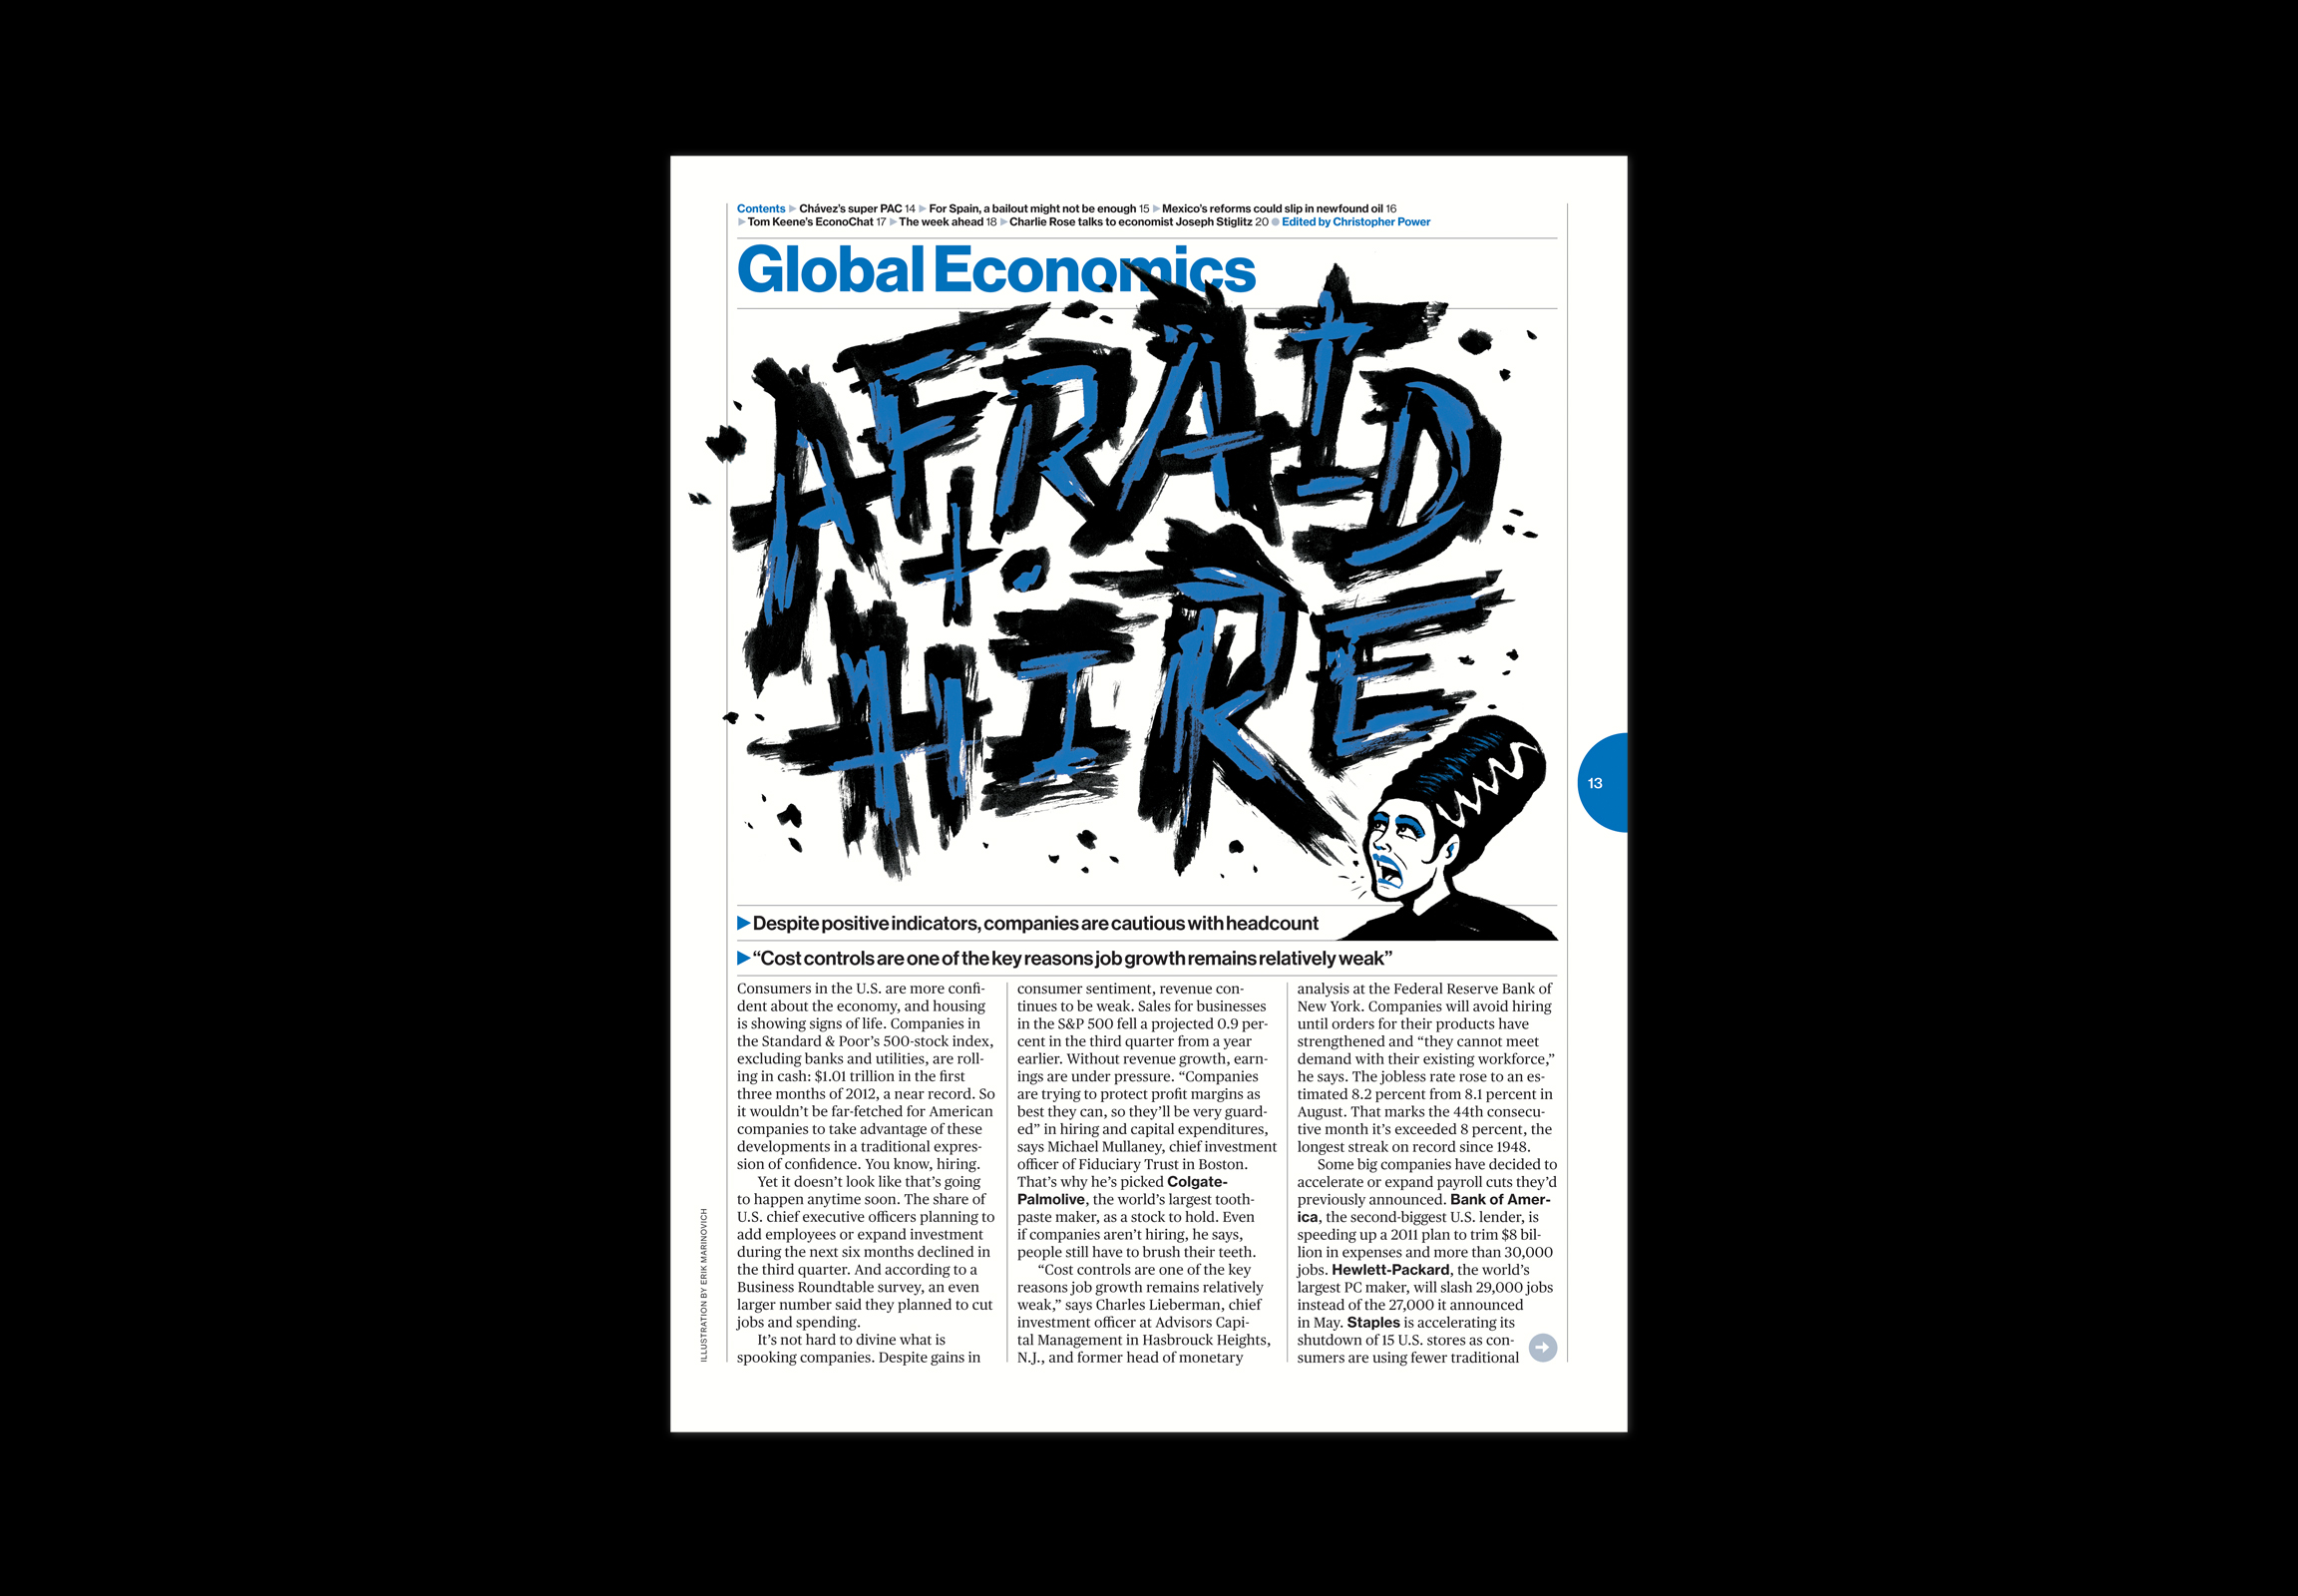 Contents ▶ Chávez's super PAC 14 ▶ For Spain, a bailout might not be enough 15 ▶ Mexico's reforms could slip in newfound oil 16
▶ Tom Keene's EconoChat 17 ▶ The week ahead 18 ▶ Charlie Rose talks to economist Joseph Stiglitz 20 ● Edited by Christopher Power
Global Economics
AFRAID
to
HIRE
13
▶ Despite positive indicators, companies are cautious with headcount
▶ “Cost controls are one of the key reasons job growth remains relatively weak”
Consumers in the U.S. are more confi-
dent about the economy, and housing
is showing signs of life. Companies in
the Standard & Poor’s 500-stock index,
excluding banks and utilities, are roll-
ing in cash: $1.01 trillion in the first
three months of 2012, a near record. So
it wouldn’t be far-fetched for American
companies to take advantage of these
developments in a traditional expres-
sion of confidence. You know, hiring.
Yet it doesn’t look like that’s going
to happen anytime soon. The share of
U.S. chief executive officers planning to
add employees or expand investment
during the next six months declined in
the third quarter. And according to a
Business Roundtable survey, an even
larger number said they planned to cut
jobs and spending.
It’s not hard to divine what is
spooking companies. Despite gains in
consumer sentiment, revenue con-
tinues to be weak. Sales for businesses
in the S&P 500 fell a projected 0.9 per-
cent in the third quarter from a year
earlier. Without revenue growth, earn-
ings are under pressure. “Companies
are trying to protect profit margins as
best they can, so they’ll be very guard-
ed” in hiring and capital expenditures,
says Michael Mullaney, chief investment
officer of Fiduciary Trust in Boston.
That’s why he’s picked Colgate-
Palmolive, the world’s largest tooth-
paste maker, as a stock to hold. Even
if companies aren’t hiring, he says,
people still have to brush their teeth.
“Cost controls are one of the key
reasons job growth remains relatively
weak,” says Charles Lieberman, chief
investment officer at Advisors Capi-
tal Management in Hasbrouck Heights,
N.J., and former head of monetary
analysis at the Federal Reserve Bank of
New York. Companies will avoid hiring
until orders for their products have
strengthened and “they cannot meet
demand with their existing workforce,”
he says. The jobless rate rose to an es-
timated 8.2 percent from 8.1 percent in
August. That marks the 44th consecu-
tive month it’s exceeded 8 percent, the
longest streak on record since 1948.
Some big companies have decided to
accelerate or expand payroll cuts they’d
previously announced. Bank of Amer-
ica, the second-biggest U.S. lender, is
speeding up a 2011 plan to trim $8 bil-
lion in expenses and more than 30,000
jobs. Hewlett-Packard, the world’s
largest PC maker, will slash 29,000 jobs
instead of the 27,000 it announced
in May. Staples is accelerating its
shutdown of 15 U.S. stores as con-
sumers are using fewer traditional
ILLUSTRATION BY ERIK MARINOVICH